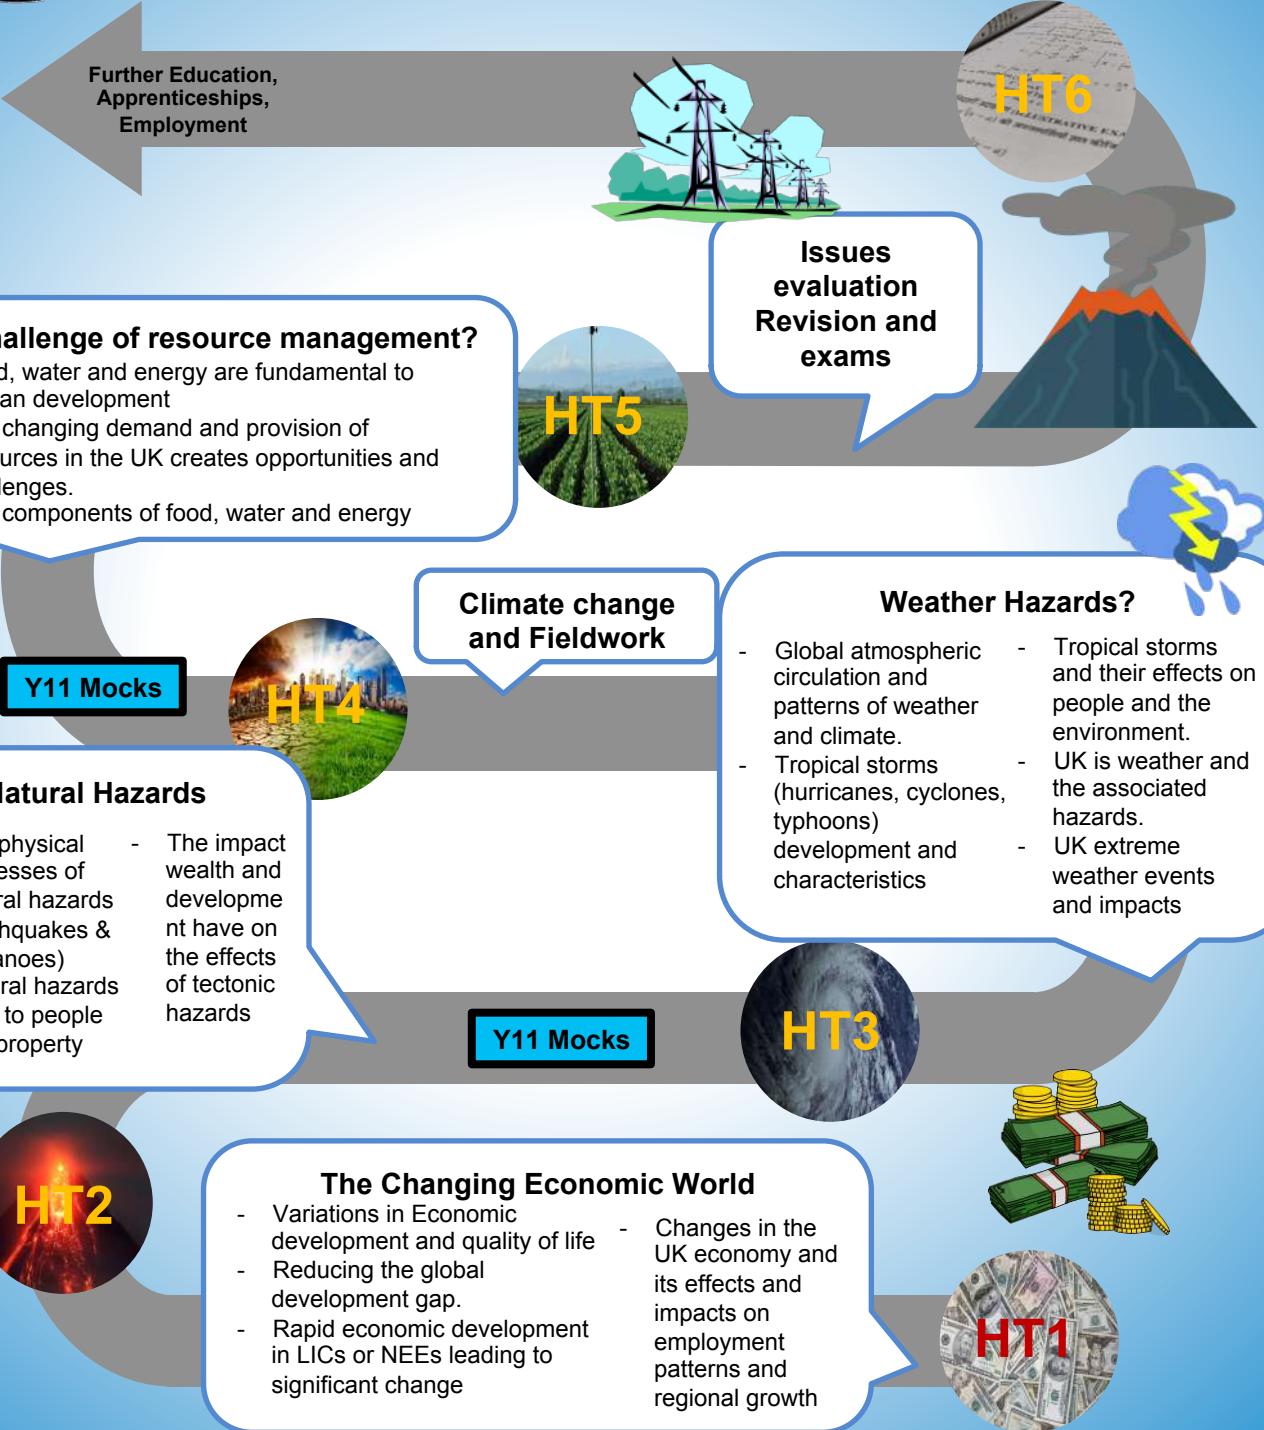 Further Education,
Apprenticeships,
Employment
HT6
Issues
evaluation
Revision and
exams
allenge of resource management?
, water and energy are fundamental to
an development
changing demand and provision of
urces in the UK creates opportunities and
lenges.
components of food, water and energy
HT5
Climate change
and Fieldwork
Y11 Mocks
HT4
Weather Hazards?
- Global atmospheric
circulation and
patterns of weather
and climate.
- Tropical storms
(hurricanes, cyclones,
typhoons)
development and
characteristics
- Tropical storms
and their effects on
people and the
environment.
- UK is weather and
the associated
hazards.
- UK extreme
weather events
and impacts
atural Hazards
physical
esses of
ral hazards
hquakes &
anoes)
ral hazards
to people
property
- The impact
wealth and
developme
nt have on
the effects
of tectonic
hazards
Y11 Mocks
HT3
HT2
The Changing Economic World
- Variations in Economic
development and quality of life
- Reducing the global
development gap.
- Rapid economic development
in LICs or NEEs leading to
significant change
- Changes in the
UK economy and
its effects and
impacts on
employment
patterns and
regional growth
HT1